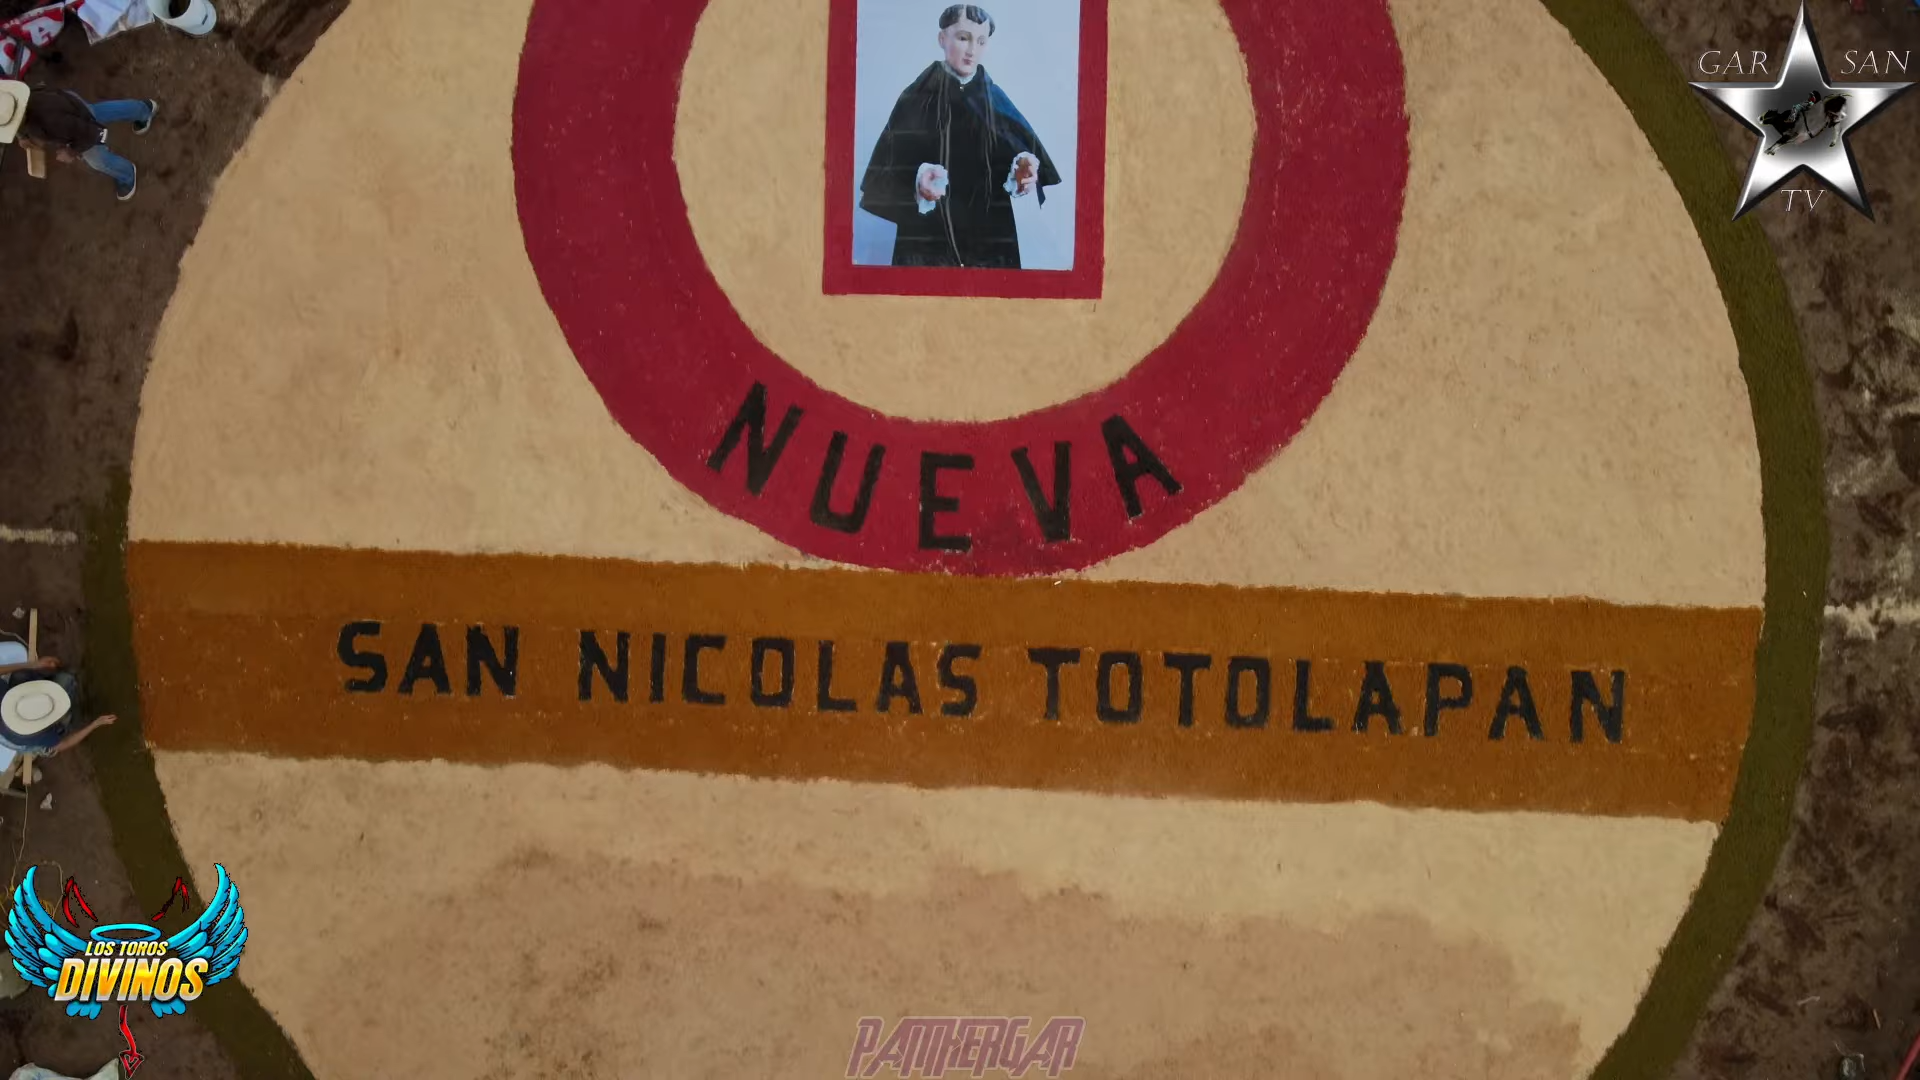 GAR SAN
TV
NUEVA
SAN NICOLAS TOTOLAPAN
LOS TOROS
DIVINOS
PANTHERGAR